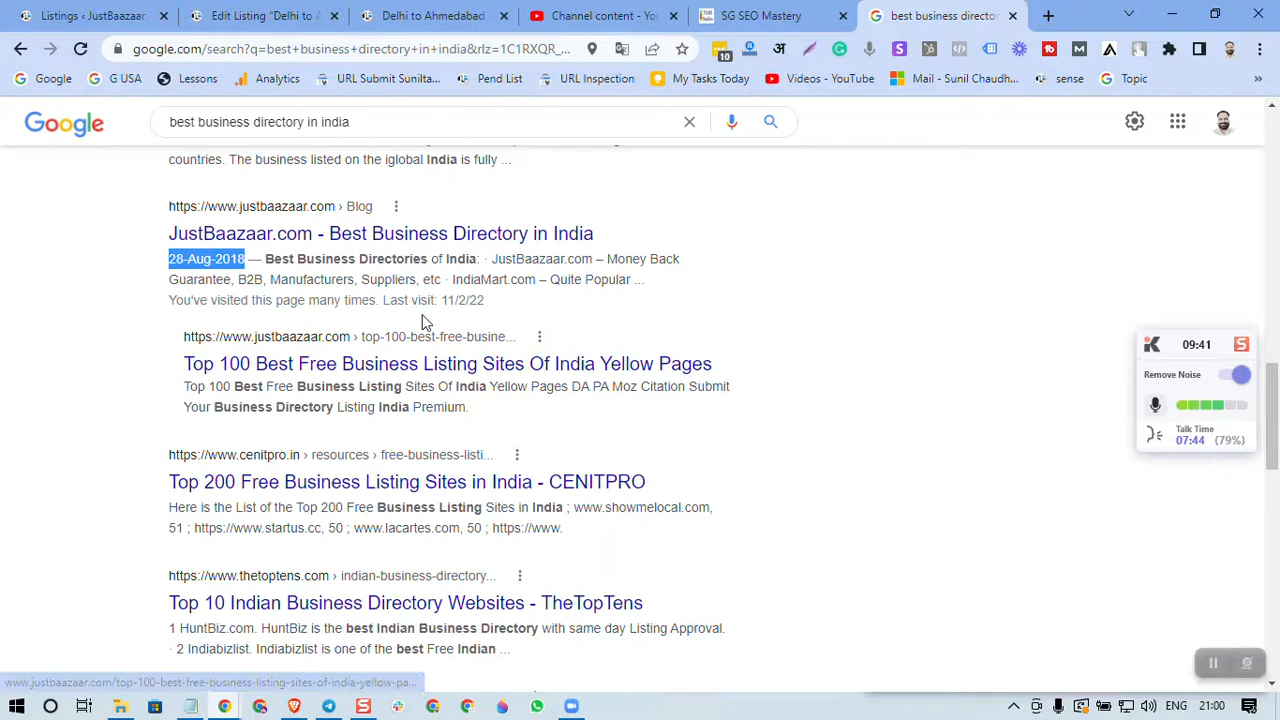 Listings ‹ JustBaazaar
Edit Listing "Delhi to A
Delhi to Ahmedabad
Channel content - You
SG SEO Mastery
best business director
google.com/search?q=best+business+directory+in+india&rlz=1C1RXQR_...
10
अ
Google
G USA
Lessons
Analytics
URL Submit Sunilta...
Pend List
URL Inspection
My Tasks Today
Videos - YouTube
Mail - Sunil Chaudh...
sense
Topic
»
Google
best business directory in india
countries. The business listed on the iglobal India is fully ...
https://www.justbaazaar.com › Blog
JustBaazaar.com - Best Business Directory in India
28-Aug-2018 — Best Business Directories of India: · JustBaazaar.com – Money Back
Guarantee, B2B, Manufacturers, Suppliers, etc · IndiaMart.com – Quite Popular ...
You've visited this page many times. Last visit: 11/2/22
https://www.justbaazaar.com › top-100-best-free-busine...
Top 100 Best Free Business Listing Sites Of India Yellow Pages
Top 100 Best Free Business Listing Sites Of India Yellow Pages DA PA Moz Citation Submit
Your Business Directory Listing India Premium.
https://www.cenitpro.in › resources › free-business-listi...
Top 200 Free Business Listing Sites in India - CENITPRO
Here is the List of the Top 200 Free Business Listing Sites in India ; www.showmelocal.com,
51 ; https://www.startus.cc, 50 ; www.lacartes.com, 50 ; https://www.
https://www.thetoptens.com › indian-business-directory...
Top 10 Indian Business Directory Websites - TheTopTens
1 HuntBiz.com. HuntBiz is the best Indian Business Directory with same day Listing Approval.
· 2 Indiabizlist. Indiabizlist is one of the best Free Indian ...
09:41
Remove Noise
Talk Time
07:44 (79%)
www.justbaazaar.com/top-100-best-free-business-listing-sites-of-india-yellow-pa...
ENG
21:00